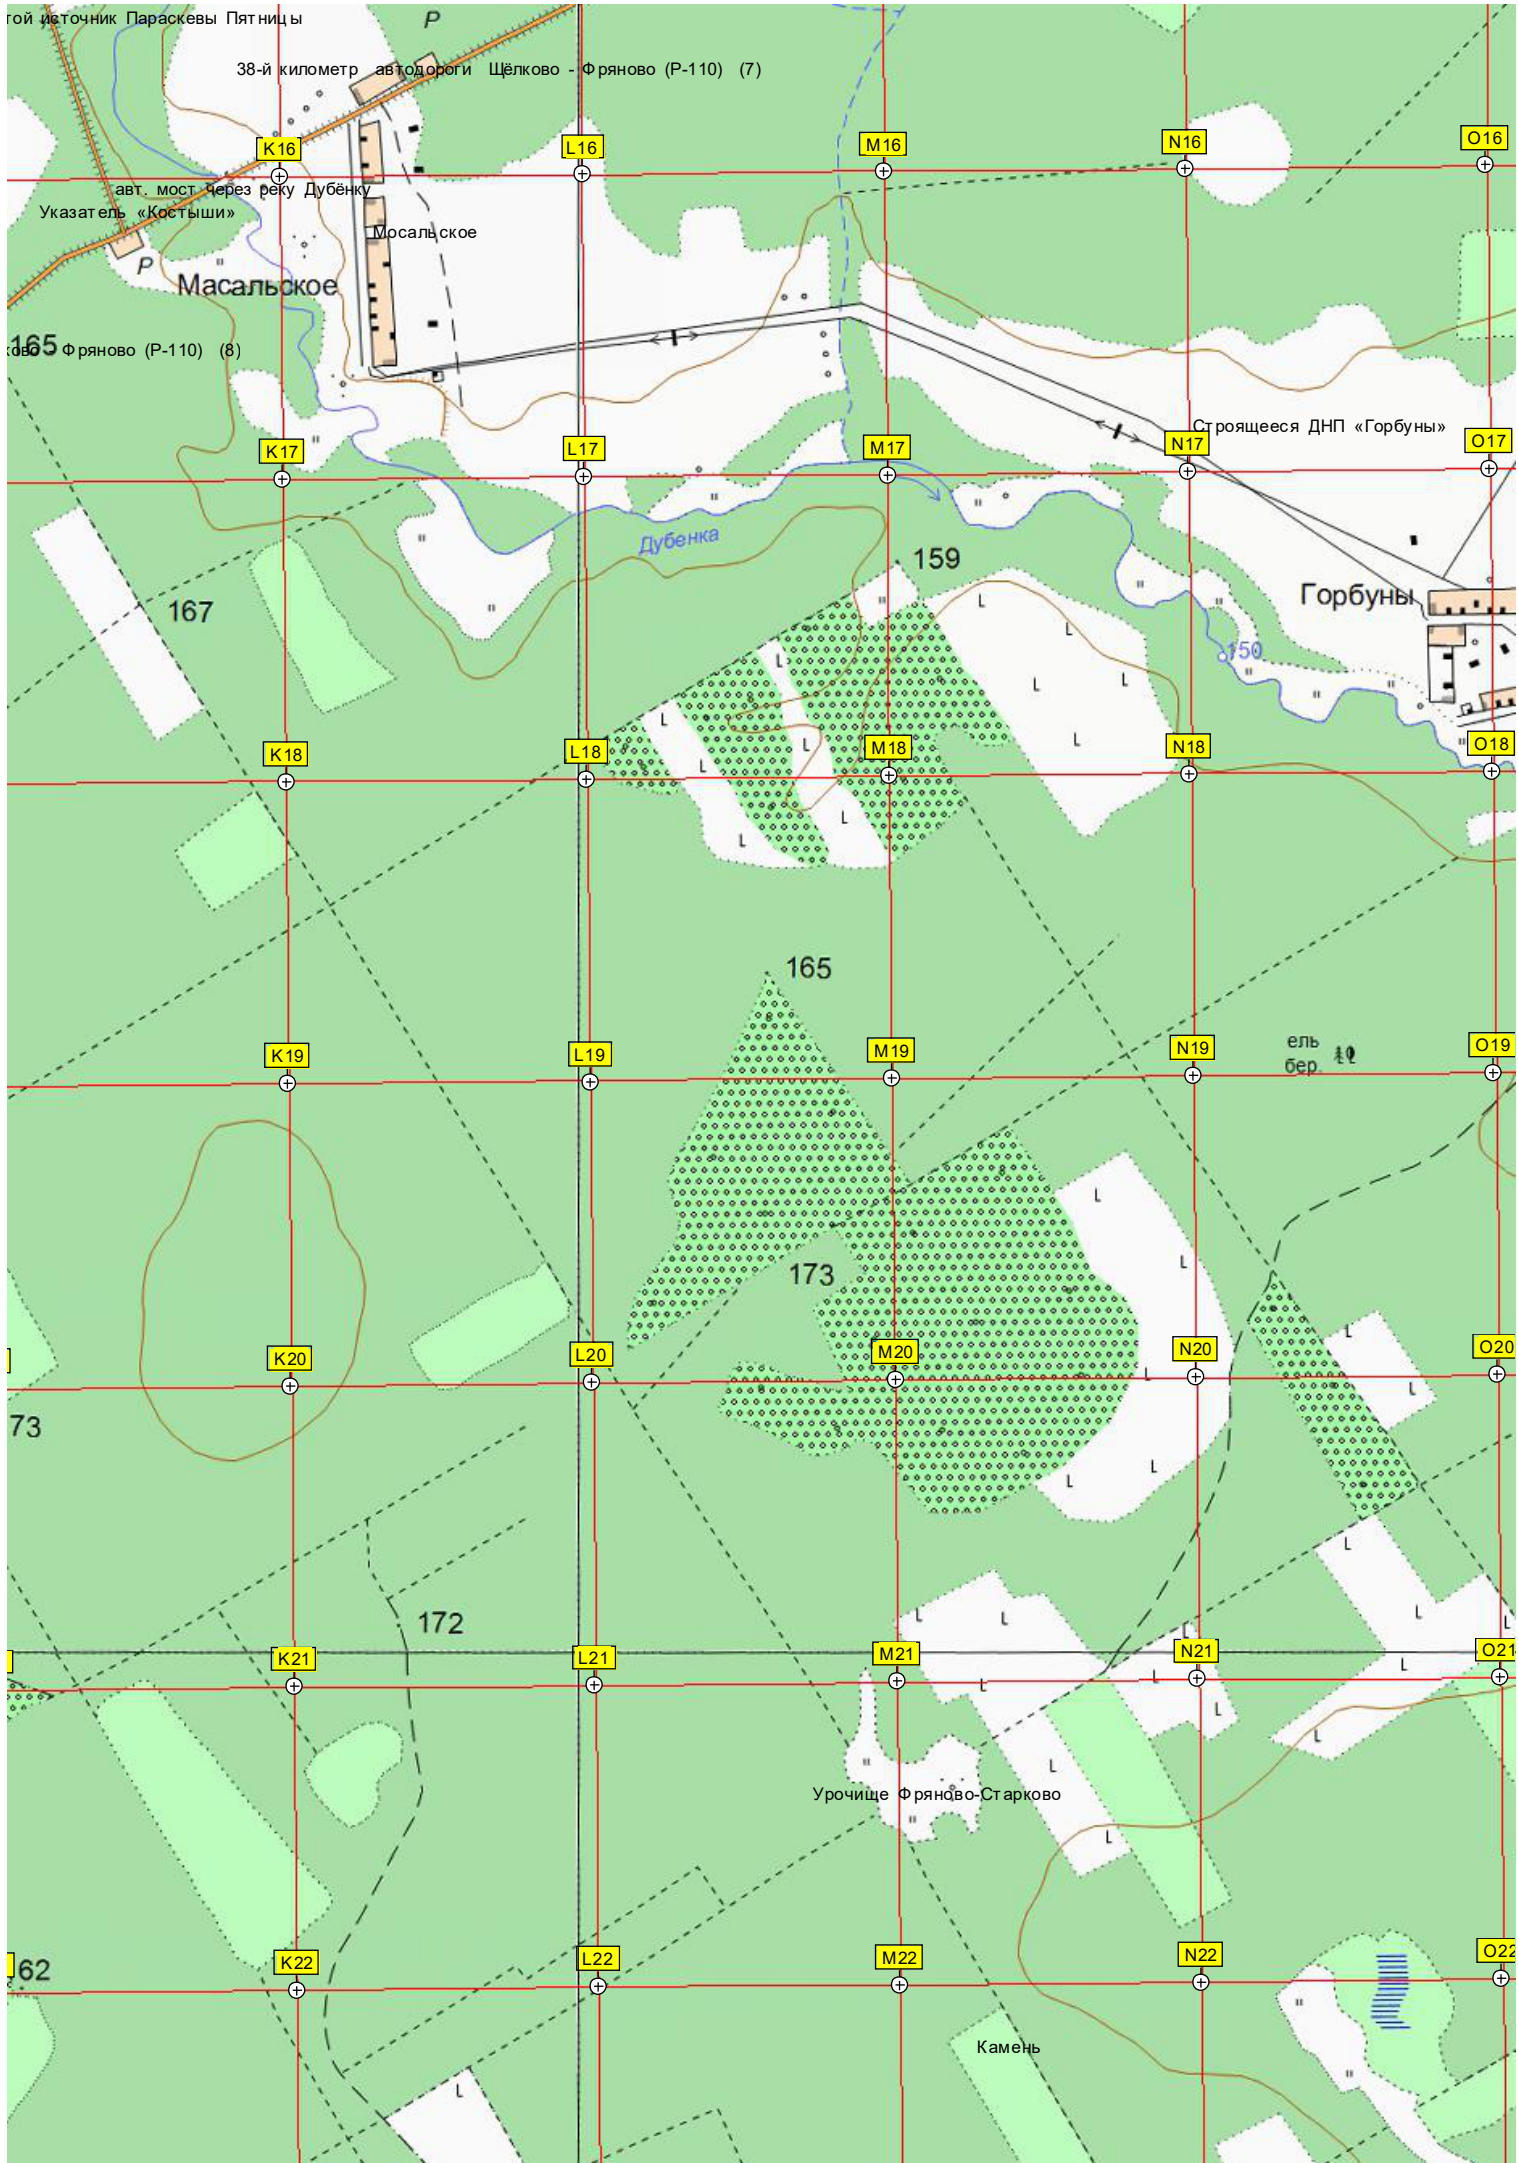 той источник Параскевы Пятницы
Р
38-й километр автодороги Щёлково - Фряново (Р-110) (7)
K16
L16
M16
N16
O16
авт. мост через реку Дубёнку
Указатель «Костыши»
Мосальское
Р
Масальское
165
ково - Фряново (Р-110) (8)
Строящееся ДНП «Горбуны»
K17
L17
M17
N17
O17
Дубенка
159
167
Горбуны
150
K18
L18
M18
N18
O18
165
ель
бер.
K19
L19
M19
N19
O19
173
K20
L20
M20
N20
O20
73
172
K21
L21
M21
N21
O21
Урочище Фряново-Старково
62
K22
L22
M22
N22
O22
Камень